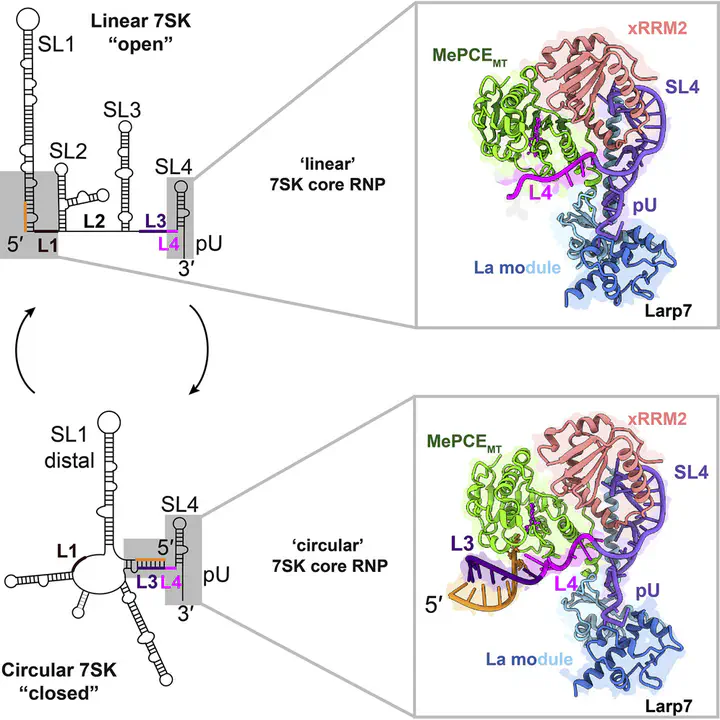 Linear 7SK
“open”
SL1
SL2
SL3
SL4
L2
L3
5′
L1
L4
pU
3′
‘linear’
7SK core RNP
xRRM2
MePCEMT
SL4
L4
pU
La module
Larp7
SL1
distal
SL4
L1
5′
L3
L4
pU
3′
Circular 7SK
“closed”
‘circular’
7SK core RNP
xRRM2
MePCEMT
SL4
L3
L4
5′
pU
La module
Larp7